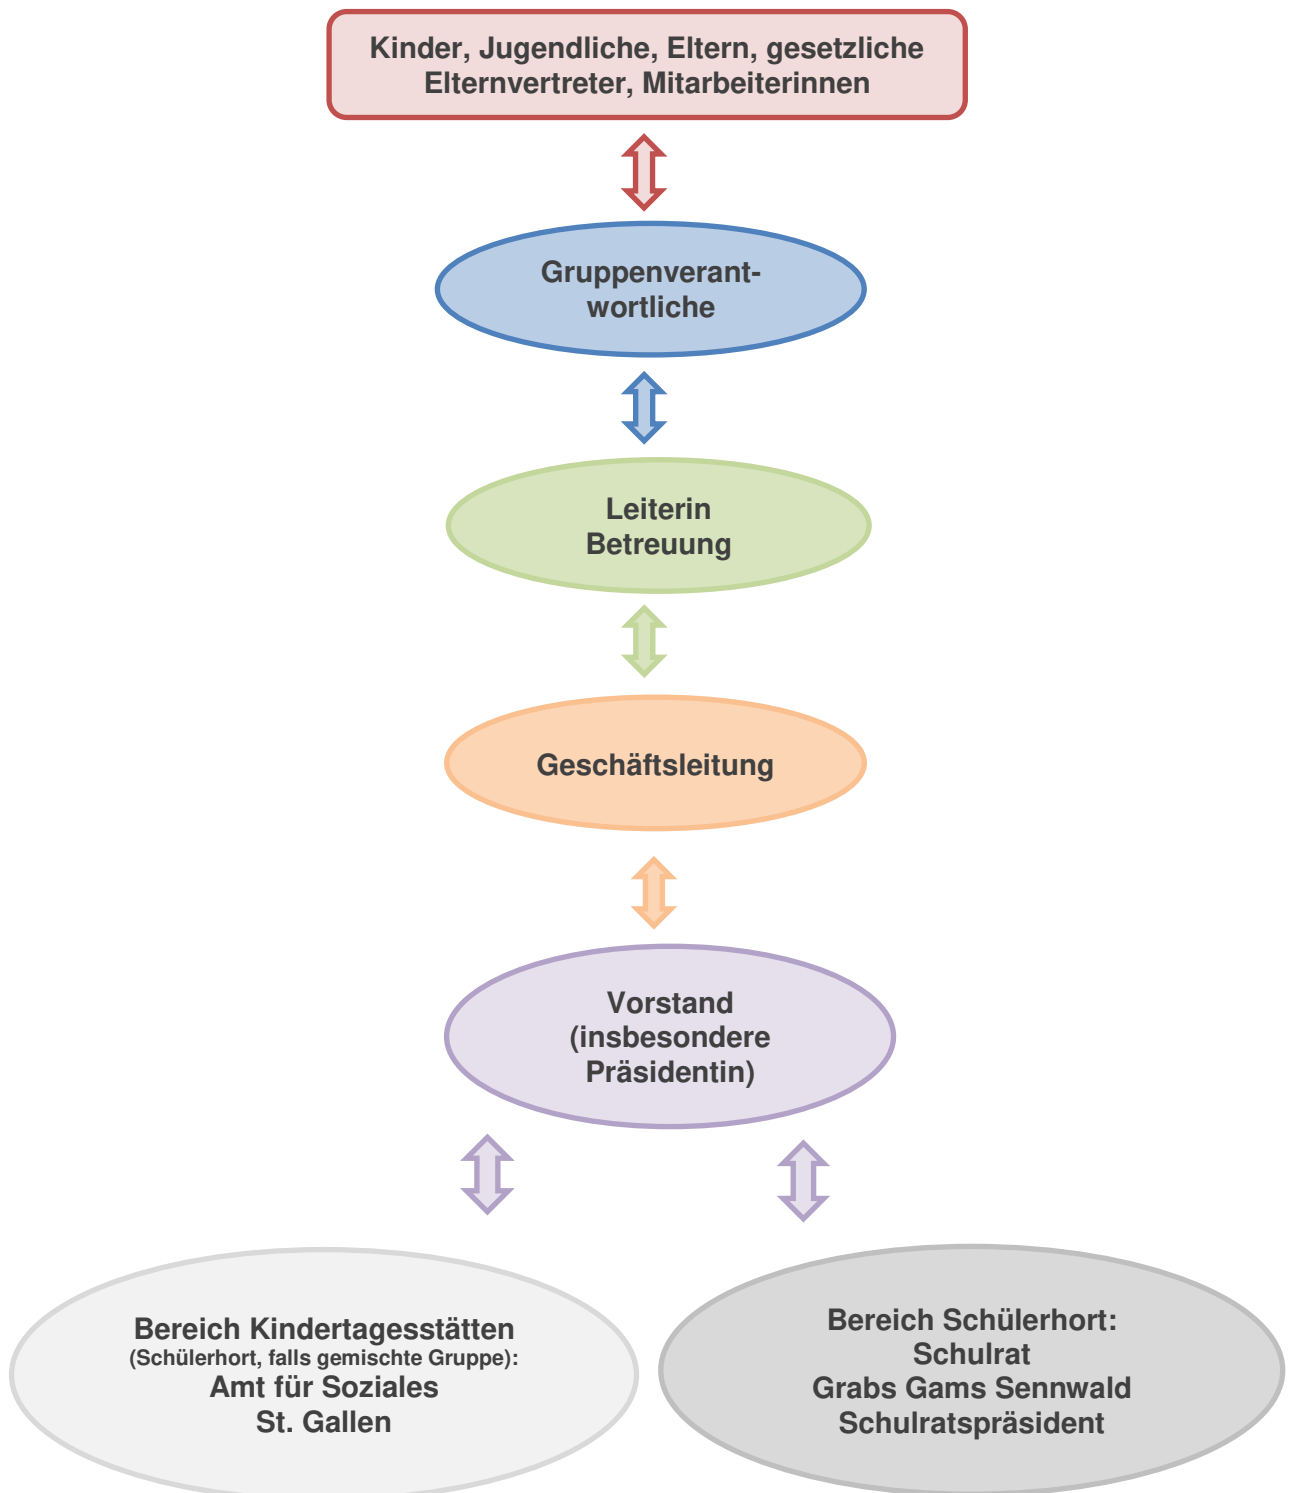 Kinder, Jugendliche, Eltern, gesetzliche
Elternvertreter, Mitarbeiterinnen
Gruppenverant-
wortliche
Leiterin
Betreuung
Geschäftsleitung
Vorstand
(insbesondere
Präsidentin)
Bereich Kindertagesstätten
(Schülerhort, falls gemischte Gruppe):
Amt für Soziales
St. Gallen
Bereich Schülerhort:
Schulrat
Grabs Gams Sennwald
Schulratspräsident